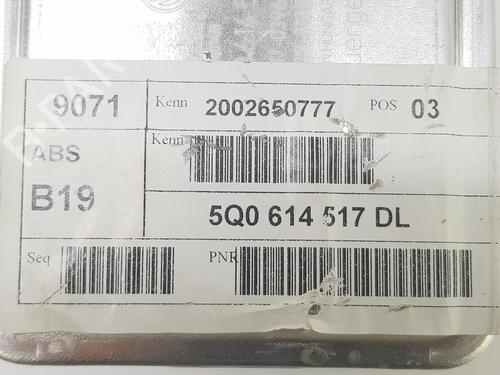 9071 Kenn 2002650777 POS 03
ABS Kenn
B19
5Q0 614 517 DL
Seq PNR